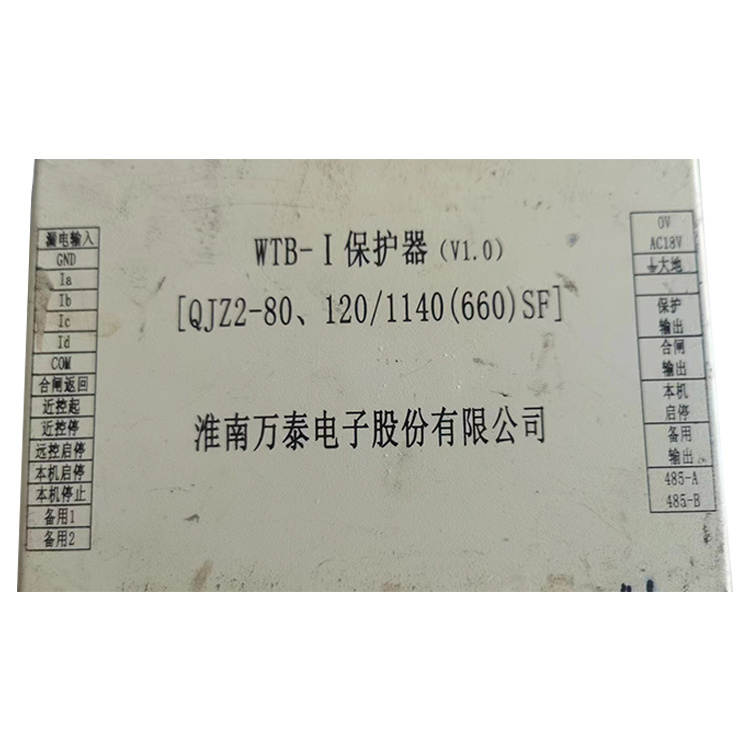 WTB-Ⅰ保护器(V1.0)
[QJZ2-80、120/1140(660)SF]
淮南万泰电子股份有限公司
漏电输入
GND
Ia
Ib
Ic
Id
COM
合闸返回
近控起
近控停
远控启停
本机启停
本机停止
备用1
备用2
0V
AC18V
大地
保护
输出
合闸
输出
本机
启停
备用
输出
485-A
485-B